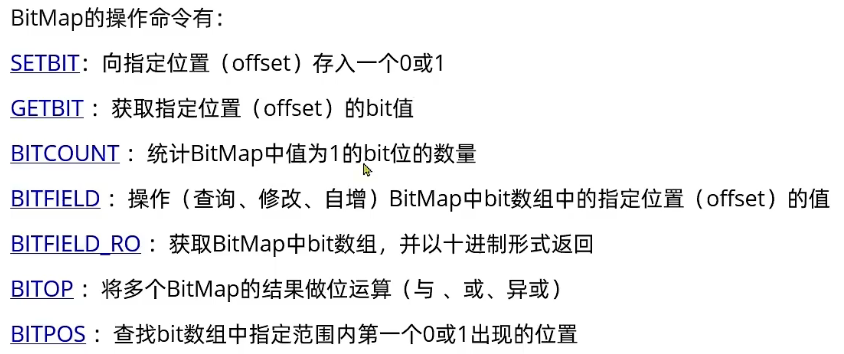 BitMap的操作命令有：
SETBIT：向指定位置（offset）存入一个0或1
GETBIT ：获取指定位置（offset）的bit值
BITCOUNT ：统计BitMap中值为1的bit位的数量
BITFIELD ：操作（查询、修改、自增）BitMap中bit数组中的指定位置（offset）的值
BITFIELD_RO ：获取BitMap中bit数组，并以十进制形式返回
BITOP ：将多个BitMap的结果做位运算（与 、或、异或）
BITPOS ：查找bit数组中指定范围内第一个0或1出现的位置